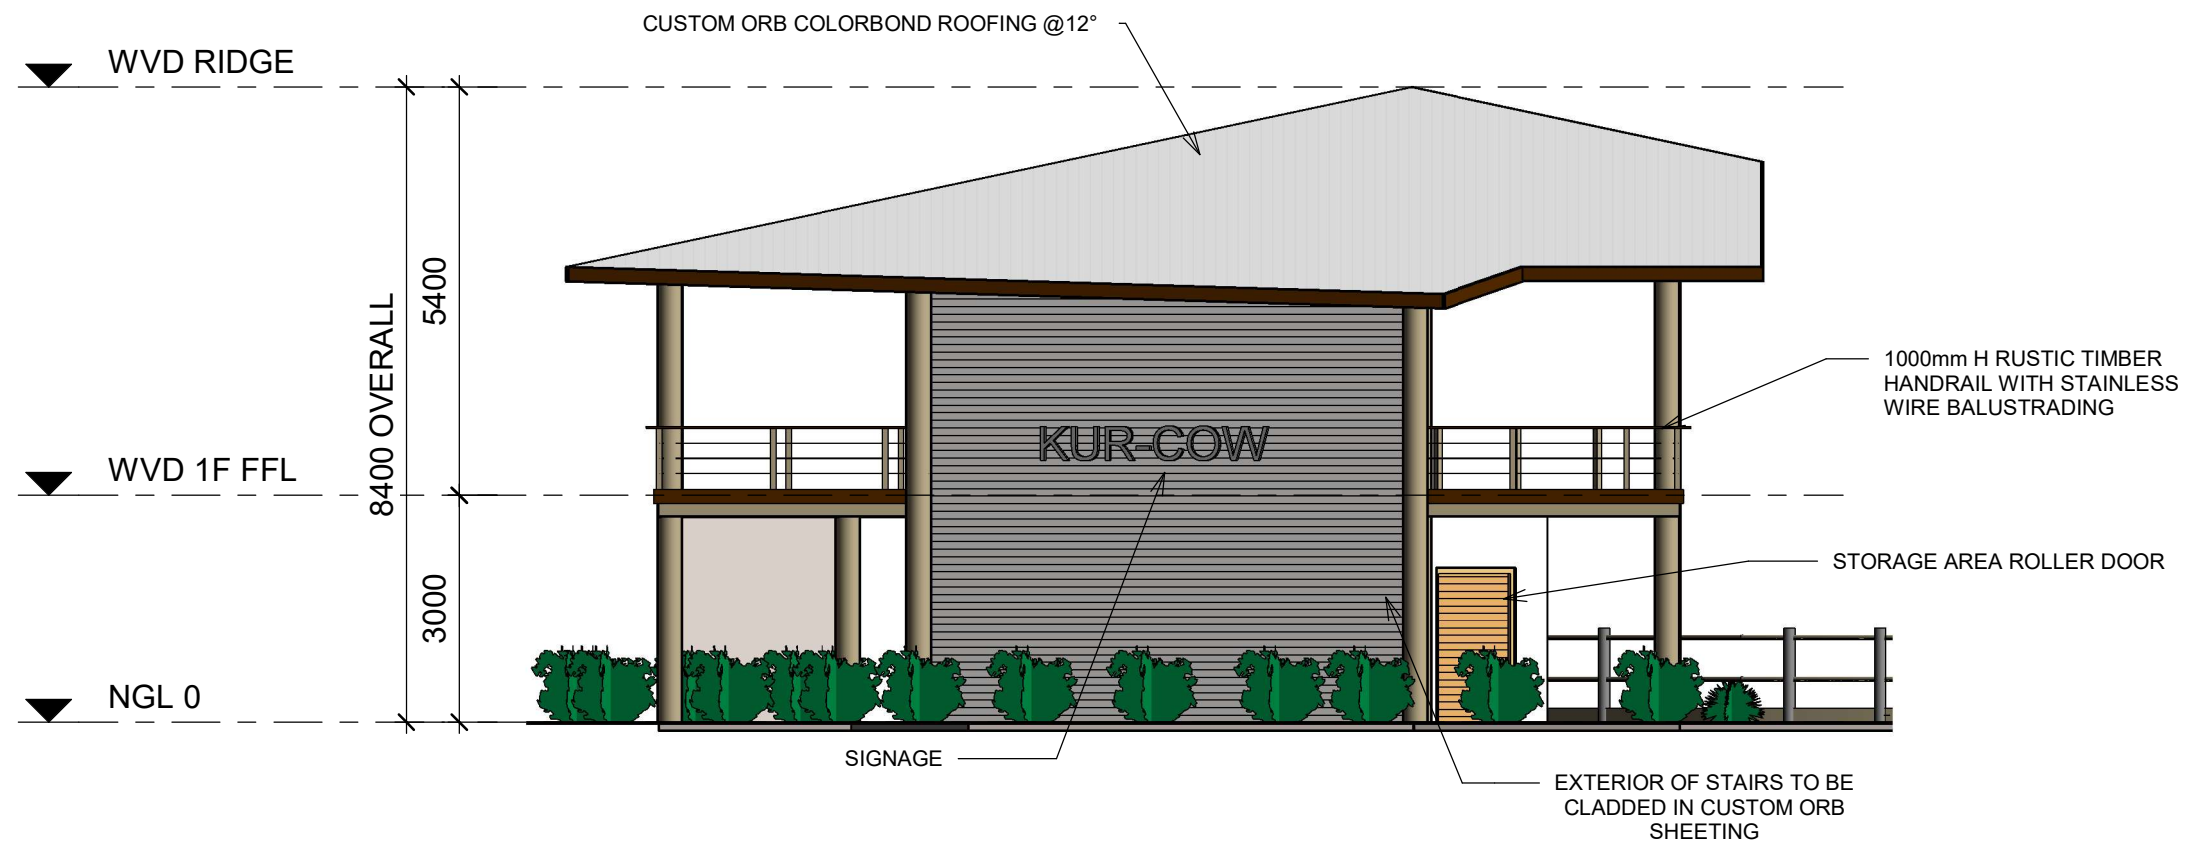 CUSTOM ORB COLORBOND ROOFING @12°
WVD RIDGE
5400
8400 OVERALL
1000mm H RUSTIC TIMBER
HANDRAIL WITH STAINLESS
WIRE BALUSTRADING
KUR-COW
WVD 1F FFL
STORAGE AREA ROLLER DOOR
3000
NGL 0
SIGNAGE
EXTERIOR OF STAIRS TO BE
CLADDED IN CUSTOM ORB
SHEETING